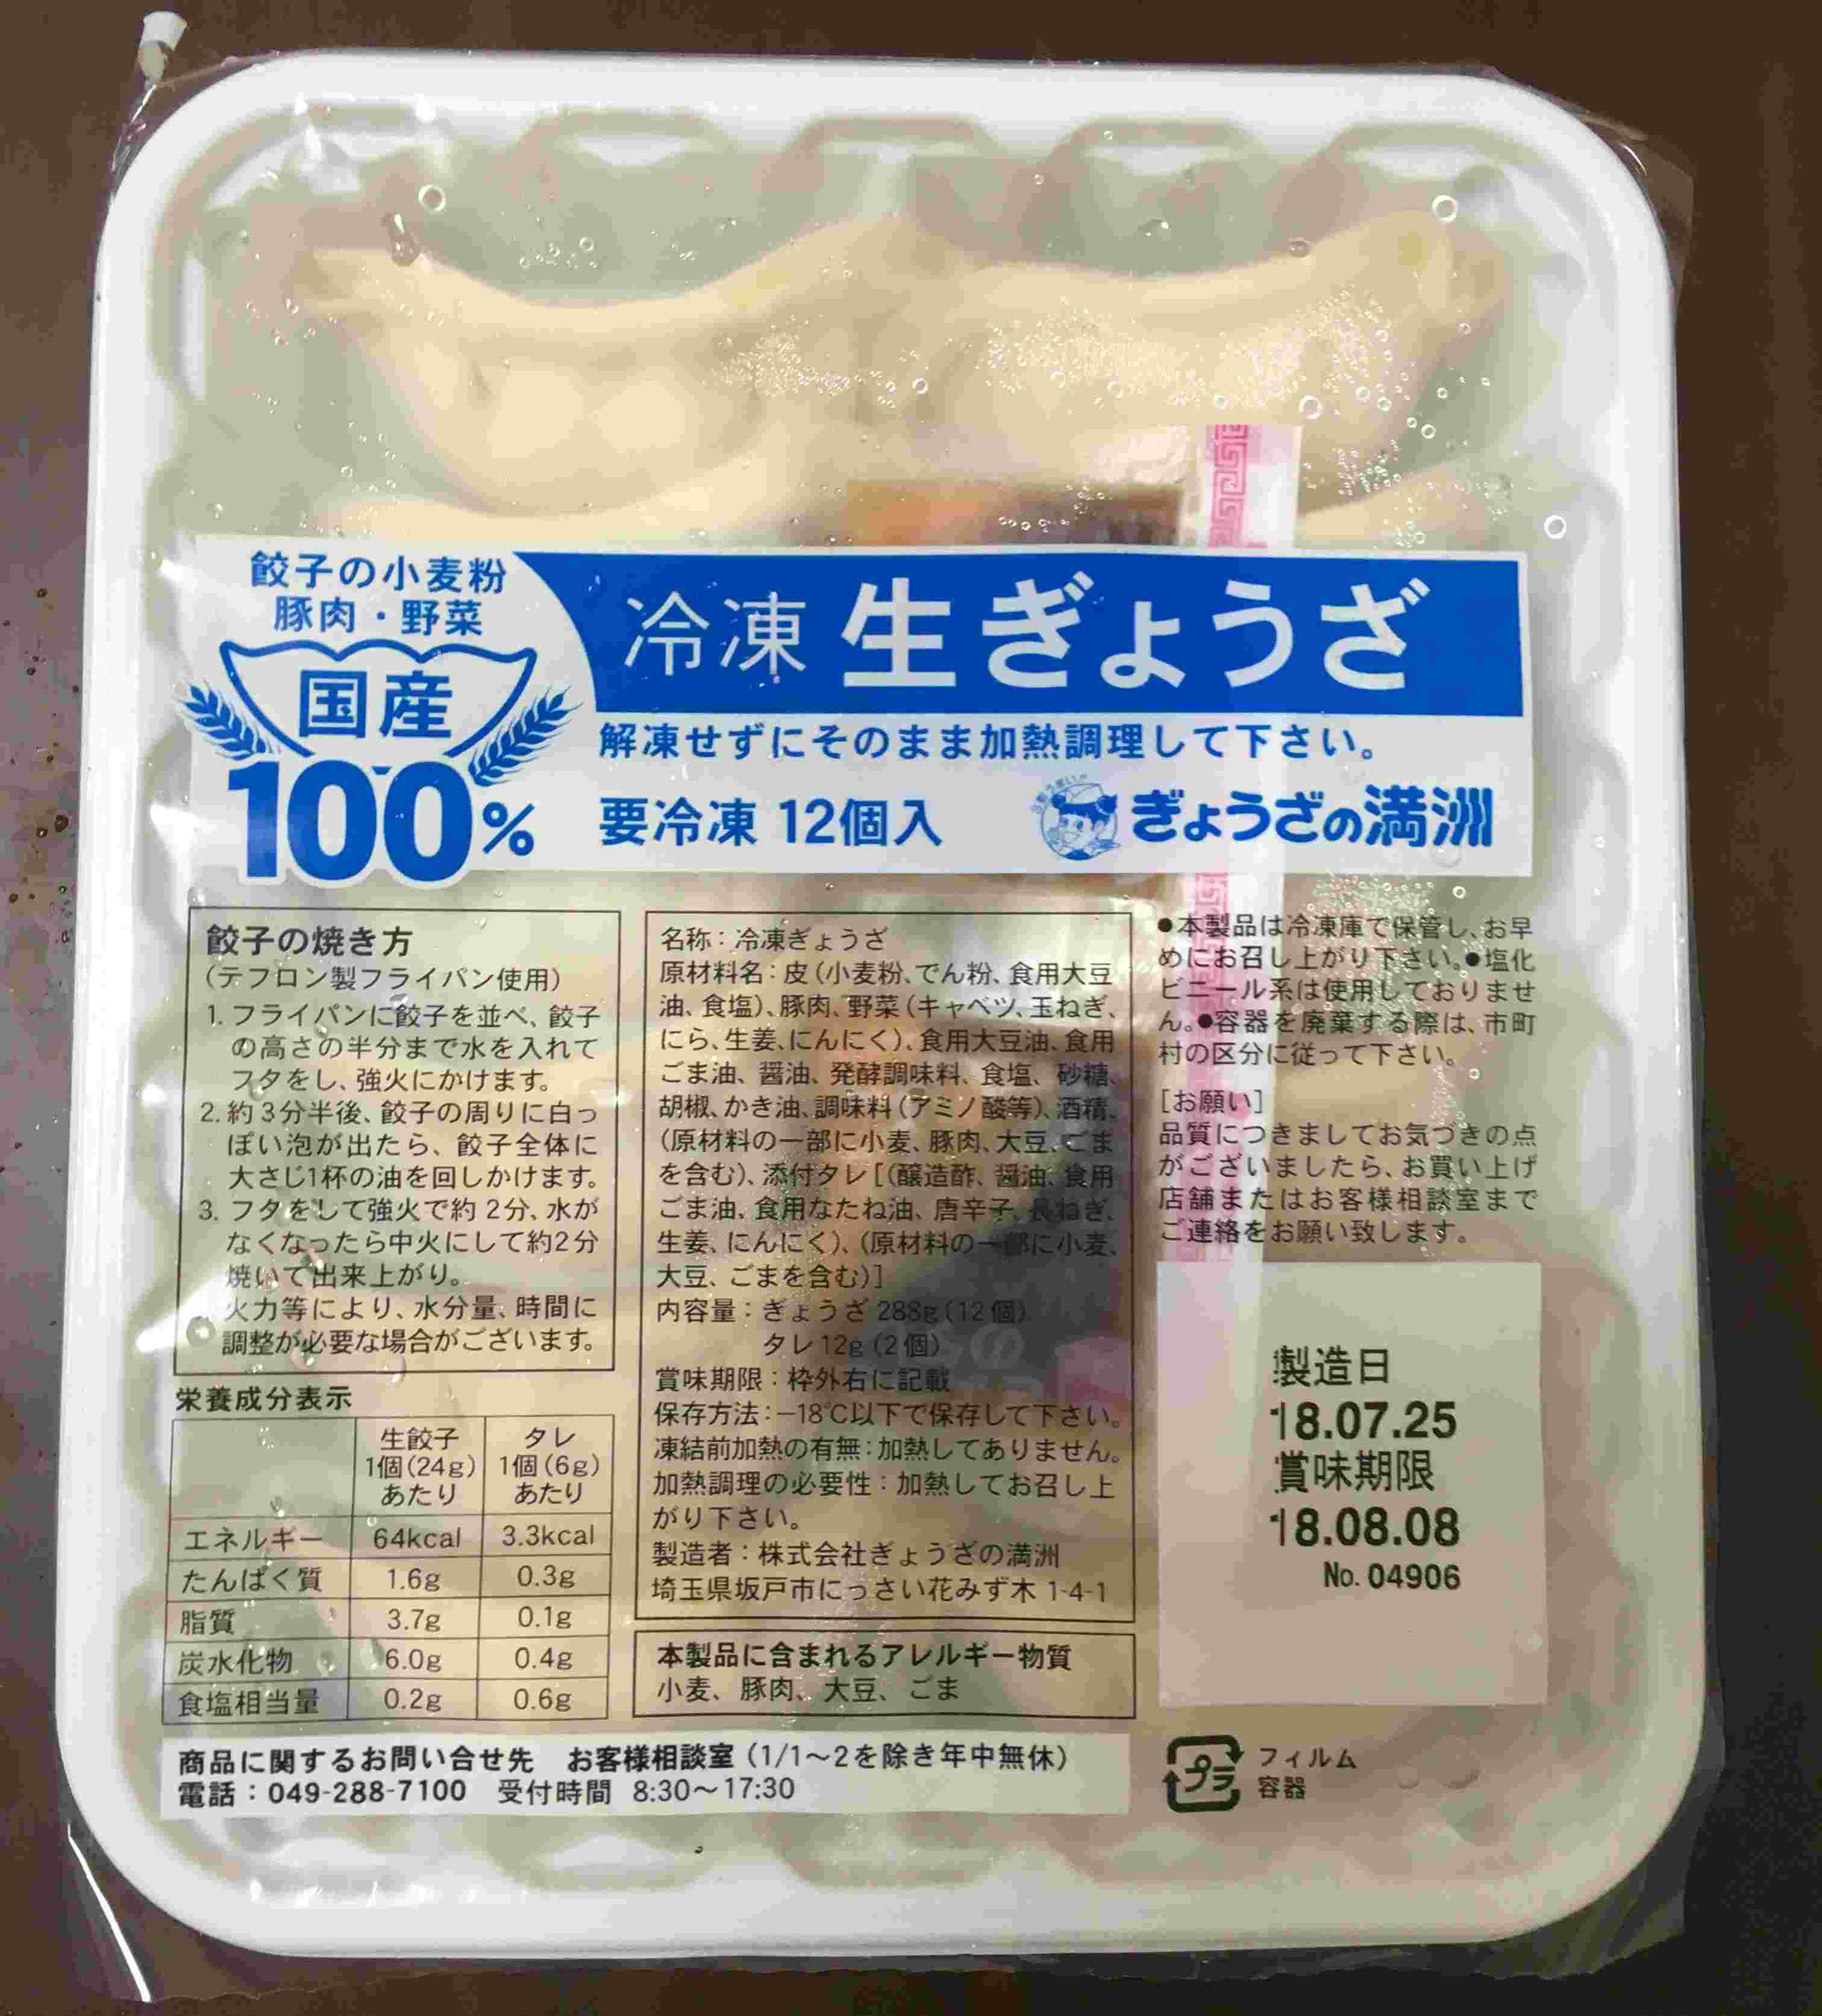 餃子の小麦粉
豚肉・野菜
国産
100%
冷凍 生ぎょうざ
解凍せずにそのまま加熱調理して下さい。
要冷凍 12個入
ぎょうざの満洲
餃子の焼き方
(テフロン製フライパン使用)
1. フライパンに餃子を並べ、餃子
の高さの半分まで水を入れて
フタをし、強火にかけます。
2. 約3分半後、餃子の周りに白っ
ぽい泡が出たら、餃子全体に
大さじ1杯の油を回しかけます。
3. フタをして強火で約2分、水が
なくなったら中火にして約2分
焼いて出来上がり。
火力等により、水分量、時間に
調整が必要な場合がございます。
栄養成分表示
生餃子 タレ
1個(24g) 1個(6g)
あたり あたり
エネルギー 64kcal 3.3kcal
たんぱく質 1.6g 0.3g
脂質 3.7g 0.1g
炭水化物 6.0g 0.4g
食塩相当量 0.2g 0.6g
名称:冷凍ぎょうざ
原材料名:皮(小麦粉、でん粉、食用大豆
油、食塩)、豚肉、野菜(キャベツ、玉ねぎ、
にら、生姜、にんにく)、食用大豆油、食用
ごま油、醤油、発酵調味料、食塩、砂糖、
胡椒、かき油、調味料(アミノ酸等)、酒精、
(原材料の一部に小麦、豚肉、大豆、ごま
を含む)、添付タレ[(醸造酢、醤油、食用
ごま油、食用なたね油、唐辛子、長ねぎ、
生姜、にんにく)、(原材料の一部に小麦、
大豆、ごまを含む)]
内容量:ぎょうざ 288g(12個)
タレ 12g(2個)
賞味期限:枠外右に記載
保存方法:-18℃以下で保存して下さい。
凍結前加熱の有無:加熱してありません。
加熱調理の必要性:加熱してお召し上
がり下さい。
製造者:株式会社ぎょうざの満洲
埼玉県坂戸市にっさい花みず木 1-4-1
本製品に含まれるアレルギー物質
小麦、豚肉、大豆、ごま
●本製品は冷凍庫で保管し、お早
めにお召し上がり下さい。●塩化
ビニール系は使用しておりませ
ん。●容器を廃棄する際は、市町
村の区分に従って下さい。
[お願い]
品質につきましてお気づきの点
がございましたら、お買い上げ
店舗またはお客様相談室まで
ご連絡をお願い致します。
製造日
18.07.25
賞味期限
18.08.08
No. 04906
商品に関するお問い合せ先 お客様相談室(1/1~2を除き年中無休)
電話:049-288-7100 受付時間 8:30~17:30
プラ
フィルム
容器